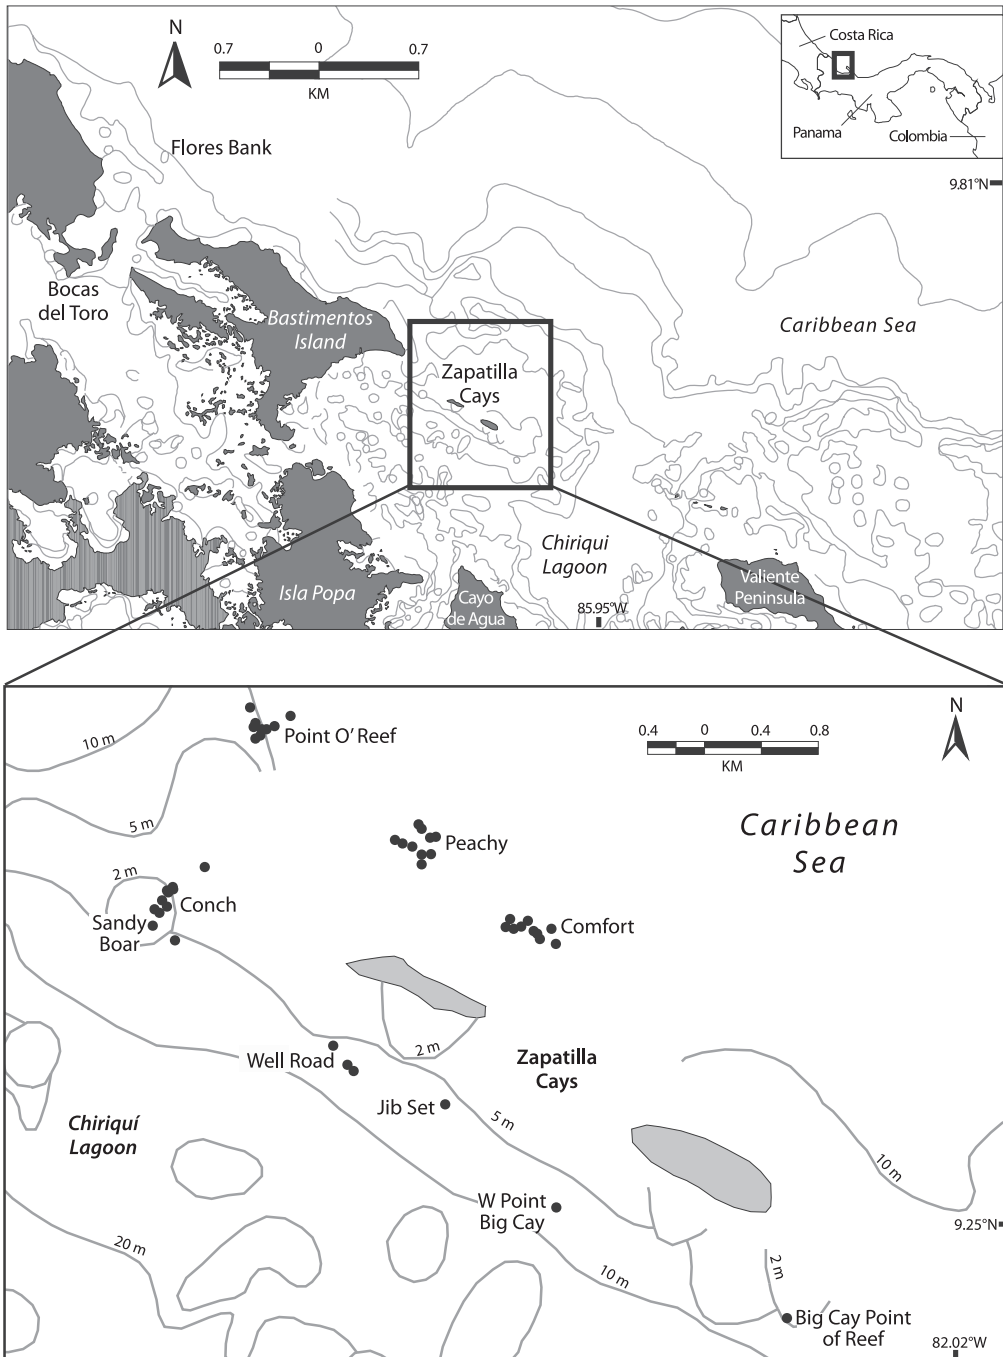 N
0.7 0 0.7
KM
Costa Rica
Panama
Colombia
Flores Bank
9.81°N
Bocas
del Toro
Bastimentos
Island
Caribbean Sea
Zapatilla
Cays
Chiriqui
Lagoon
Isla Popa
Cayo
de Agua
85.95°W
Valiente
Peninsula
N
0.4 0 0.4 0.8
KM
10 m
Point O' Reef
5 m
Peachy
Caribbean
Sea
2 m
Conch
Sandy
Boar
Comfort
2 m
Well Road
Zapatilla
Cays
Jib Set
5 m
Chiriquí
Lagoon
10 m
W Point
Big Cay
9.25°N
20 m
10 m
2 m
Big Cay Point
of Reef
82.02°W